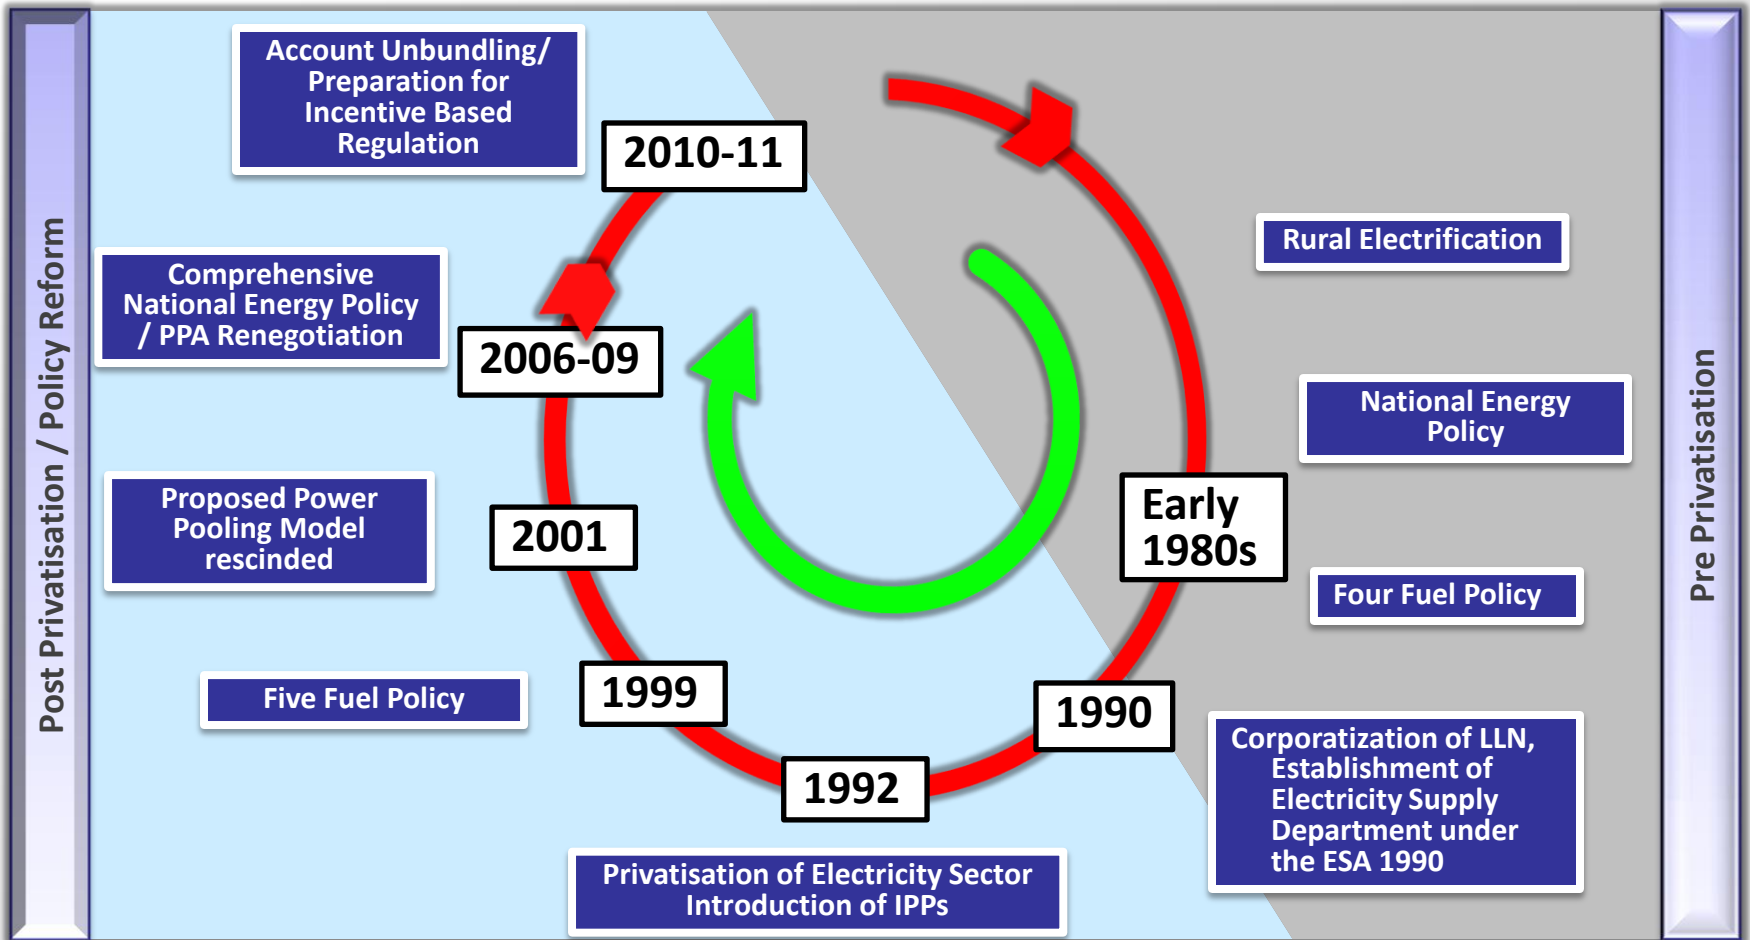 Post Privatisation / Policy Reform
Account Unbundling/
Preparation for
Incentive Based
Regulation
2010-11
Comprehensive
National Energy Policy
/ PPA Renegotiation
2006-09
Proposed Power
Pooling Model
rescinded
2001
Five Fuel Policy
1999
1992
Privatisation of Electricity Sector
Introduction of IPPs
Rural Electrification
National Energy
Policy
Early
1980s
Four Fuel Policy
1990
Corporatization of LLN,
Establishment of
Electricity Supply
Department under
the ESA 1990
Pre Privatisation